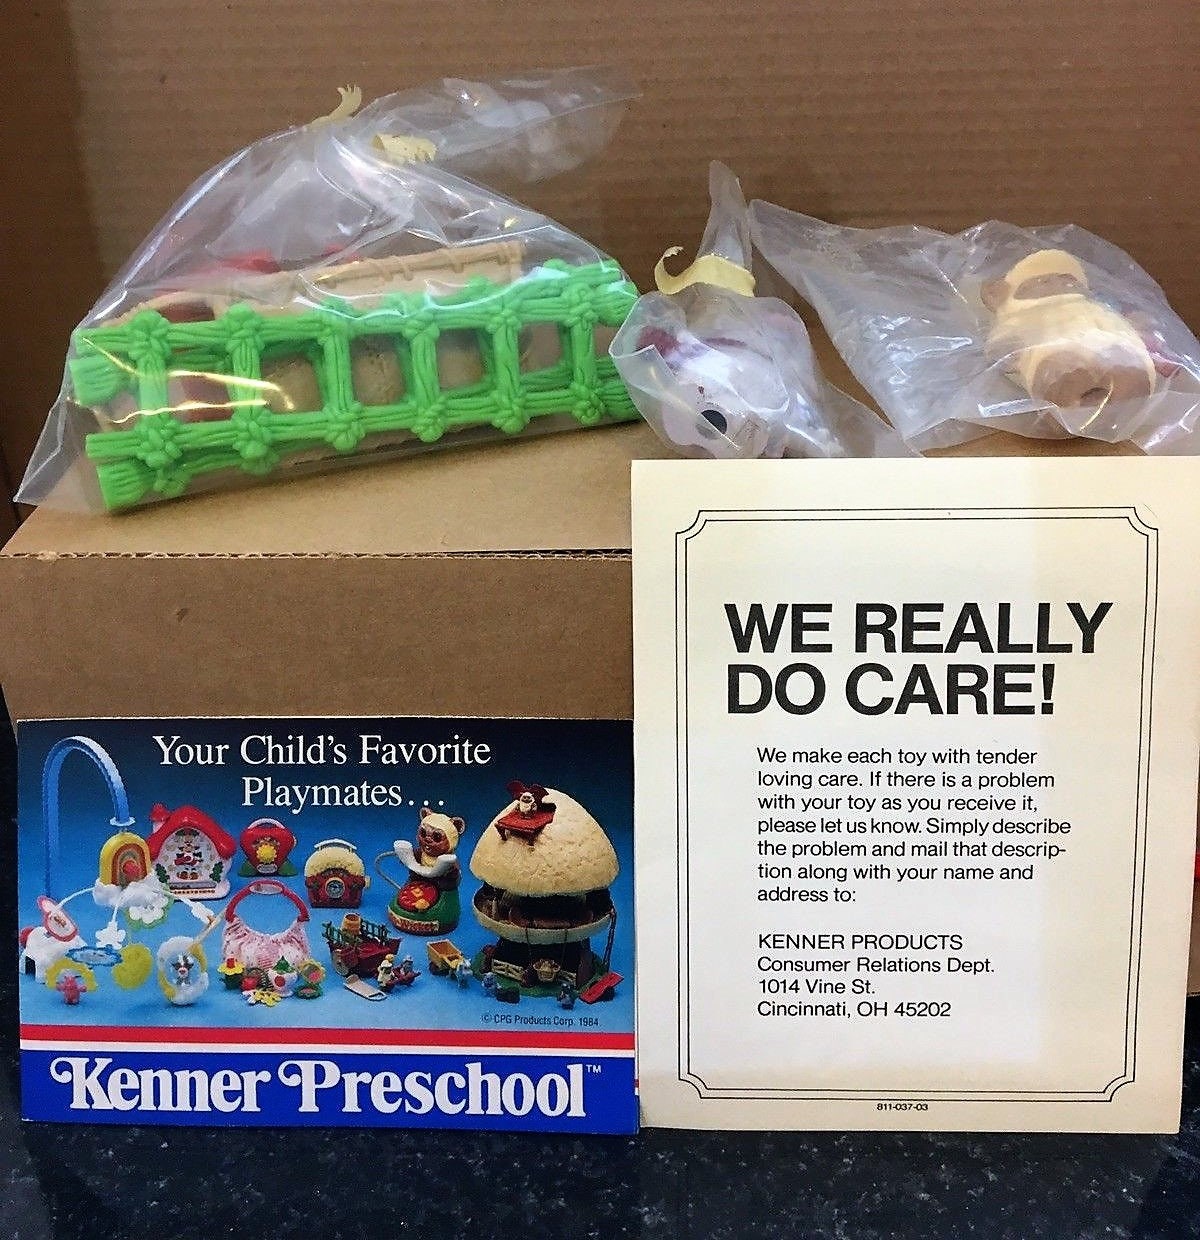 Your Child's Favorite
Playmates...
© CPG Products Corp. 1984
Kenner Preschool™
WE REALLY
DO CARE!
We make each toy with tender
loving care. If there is a problem
with your toy as you receive it,
please let us know. Simply describe
the problem and mail that descrip-
tion along with your name and
address to:
KENNER PRODUCTS
Consumer Relations Dept.
1014 Vine St.
Cincinnati, OH 45202
811-037-03